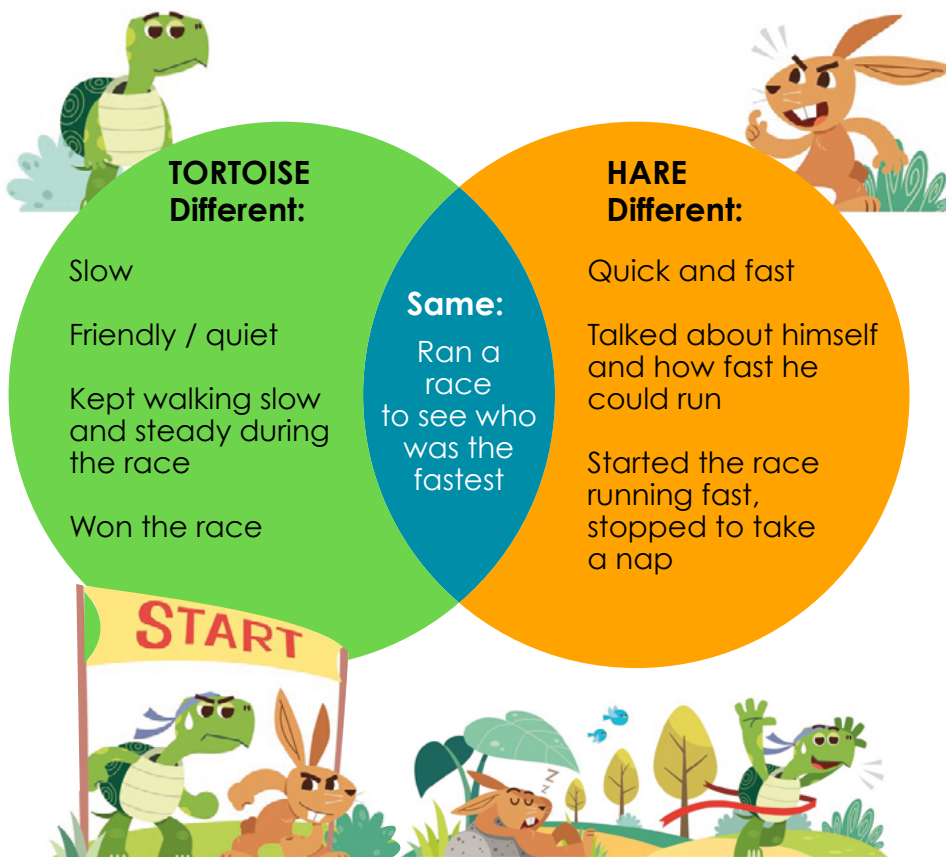 TORTOISE
Different:
Slow
Friendly / quiet
Kept walking slow
and steady during
the race
Won the race
Same:
Ran a
race
to see who
was the
fastest
HARE
Different:
Quick and fast
Talked about himself
and how fast he
could run
Started the race
running fast,
stopped to take
a nap
START
z
z
z